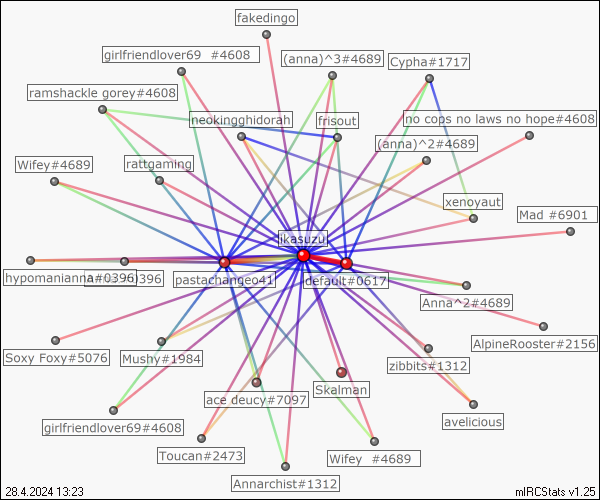 fakedingo
girlfriendlover69  #4608
(anna)^3#4689
Cypha#1717
ramshackle gorey#4608
neokingghidorah
frisout
no cops no laws no hope#4608
(anna)^2#4689
Wifey#4689
rattgaming
xenoyaut
Mad #6901
ikasuzu
hypomanianna#0396
0396
pastachangeo41
default#0617
Anna^2#4689
Soxy Foxy#5076
Mushy#1984
AlpineRooster#2156
zibbits#1312
Skalman
ace deucy#7097
avelicious
girlfriendlover69#4608
Toucan#2473
Wifey  #4689
Annarchist#1312
28.4.2024 13:23
mIRCStats v1.25